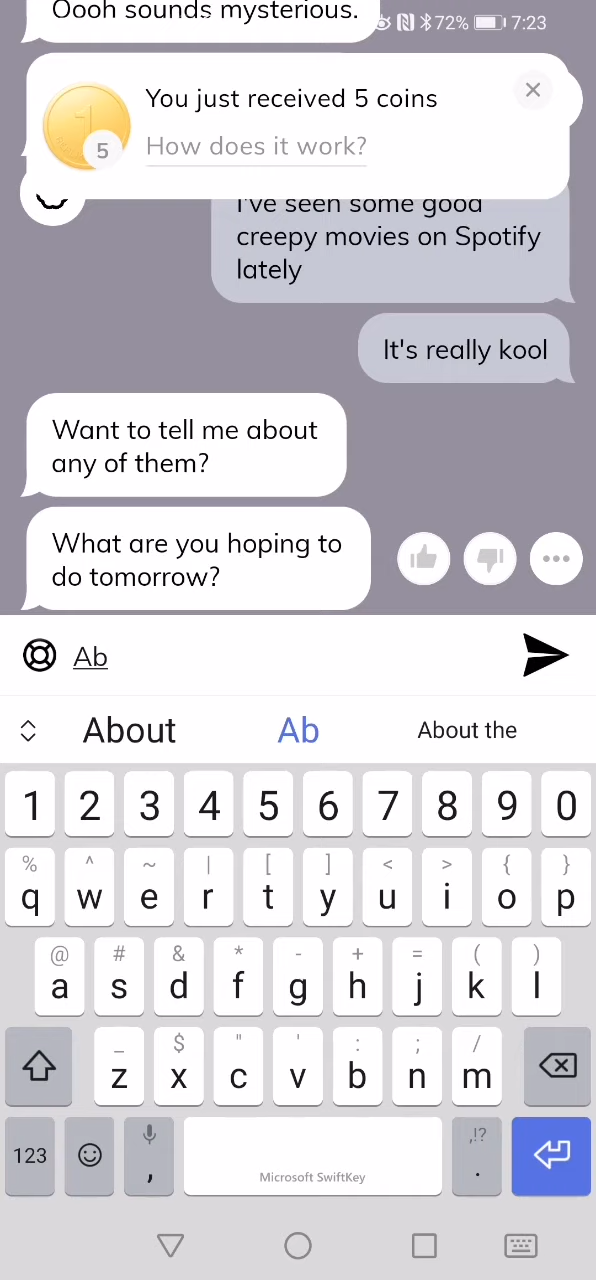 Oooh sounds mysterious.
72% 7:23
You just received 5 coins
5
How does it work?
I've seen some good
creepy movies on Spotify
lately
It's really kool
Want to tell me about
any of them?
What are you hoping to
do tomorrow?
Ab
About Ab About the
1 2 3 4 5 6 7 8 9 0
% ^ ~ | [ ] < > { }
q w e r t y u i o p
@ # & * - + = ( )
a s d f g h j k l
_ $ " ' : ; /
z x c v b n m
,!?
123 , .
Microsoft SwiftKey